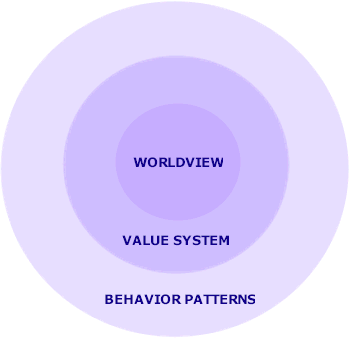 WORLDVIEW
VALUE SYSTEM
BEHAVIOR PATTERNS